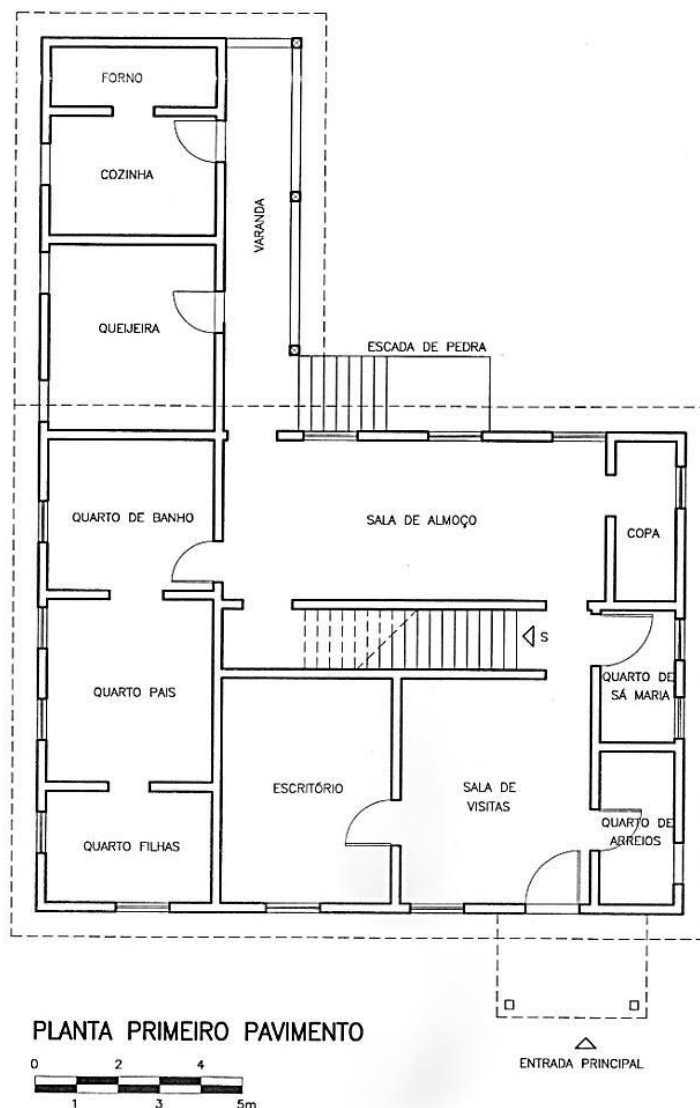 FORNO
COZINHA
VARANDA
QUEIJEIRA
ESCADA DE PEDRA
QUARTO DE BANHO
SALA DE ALMOÇO
COPA
S
QUARTO PAIS
QUARTO DE
SÁ MARIA
ESCRITÓRIO
SALA DE
VISITAS
QUARTO FILHAS
QUARTO DE
ARREIOS
PLANTA PRIMEIRO PAVIMENTO
0 2 4
1 3 5m
ENTRADA PRINCIPAL